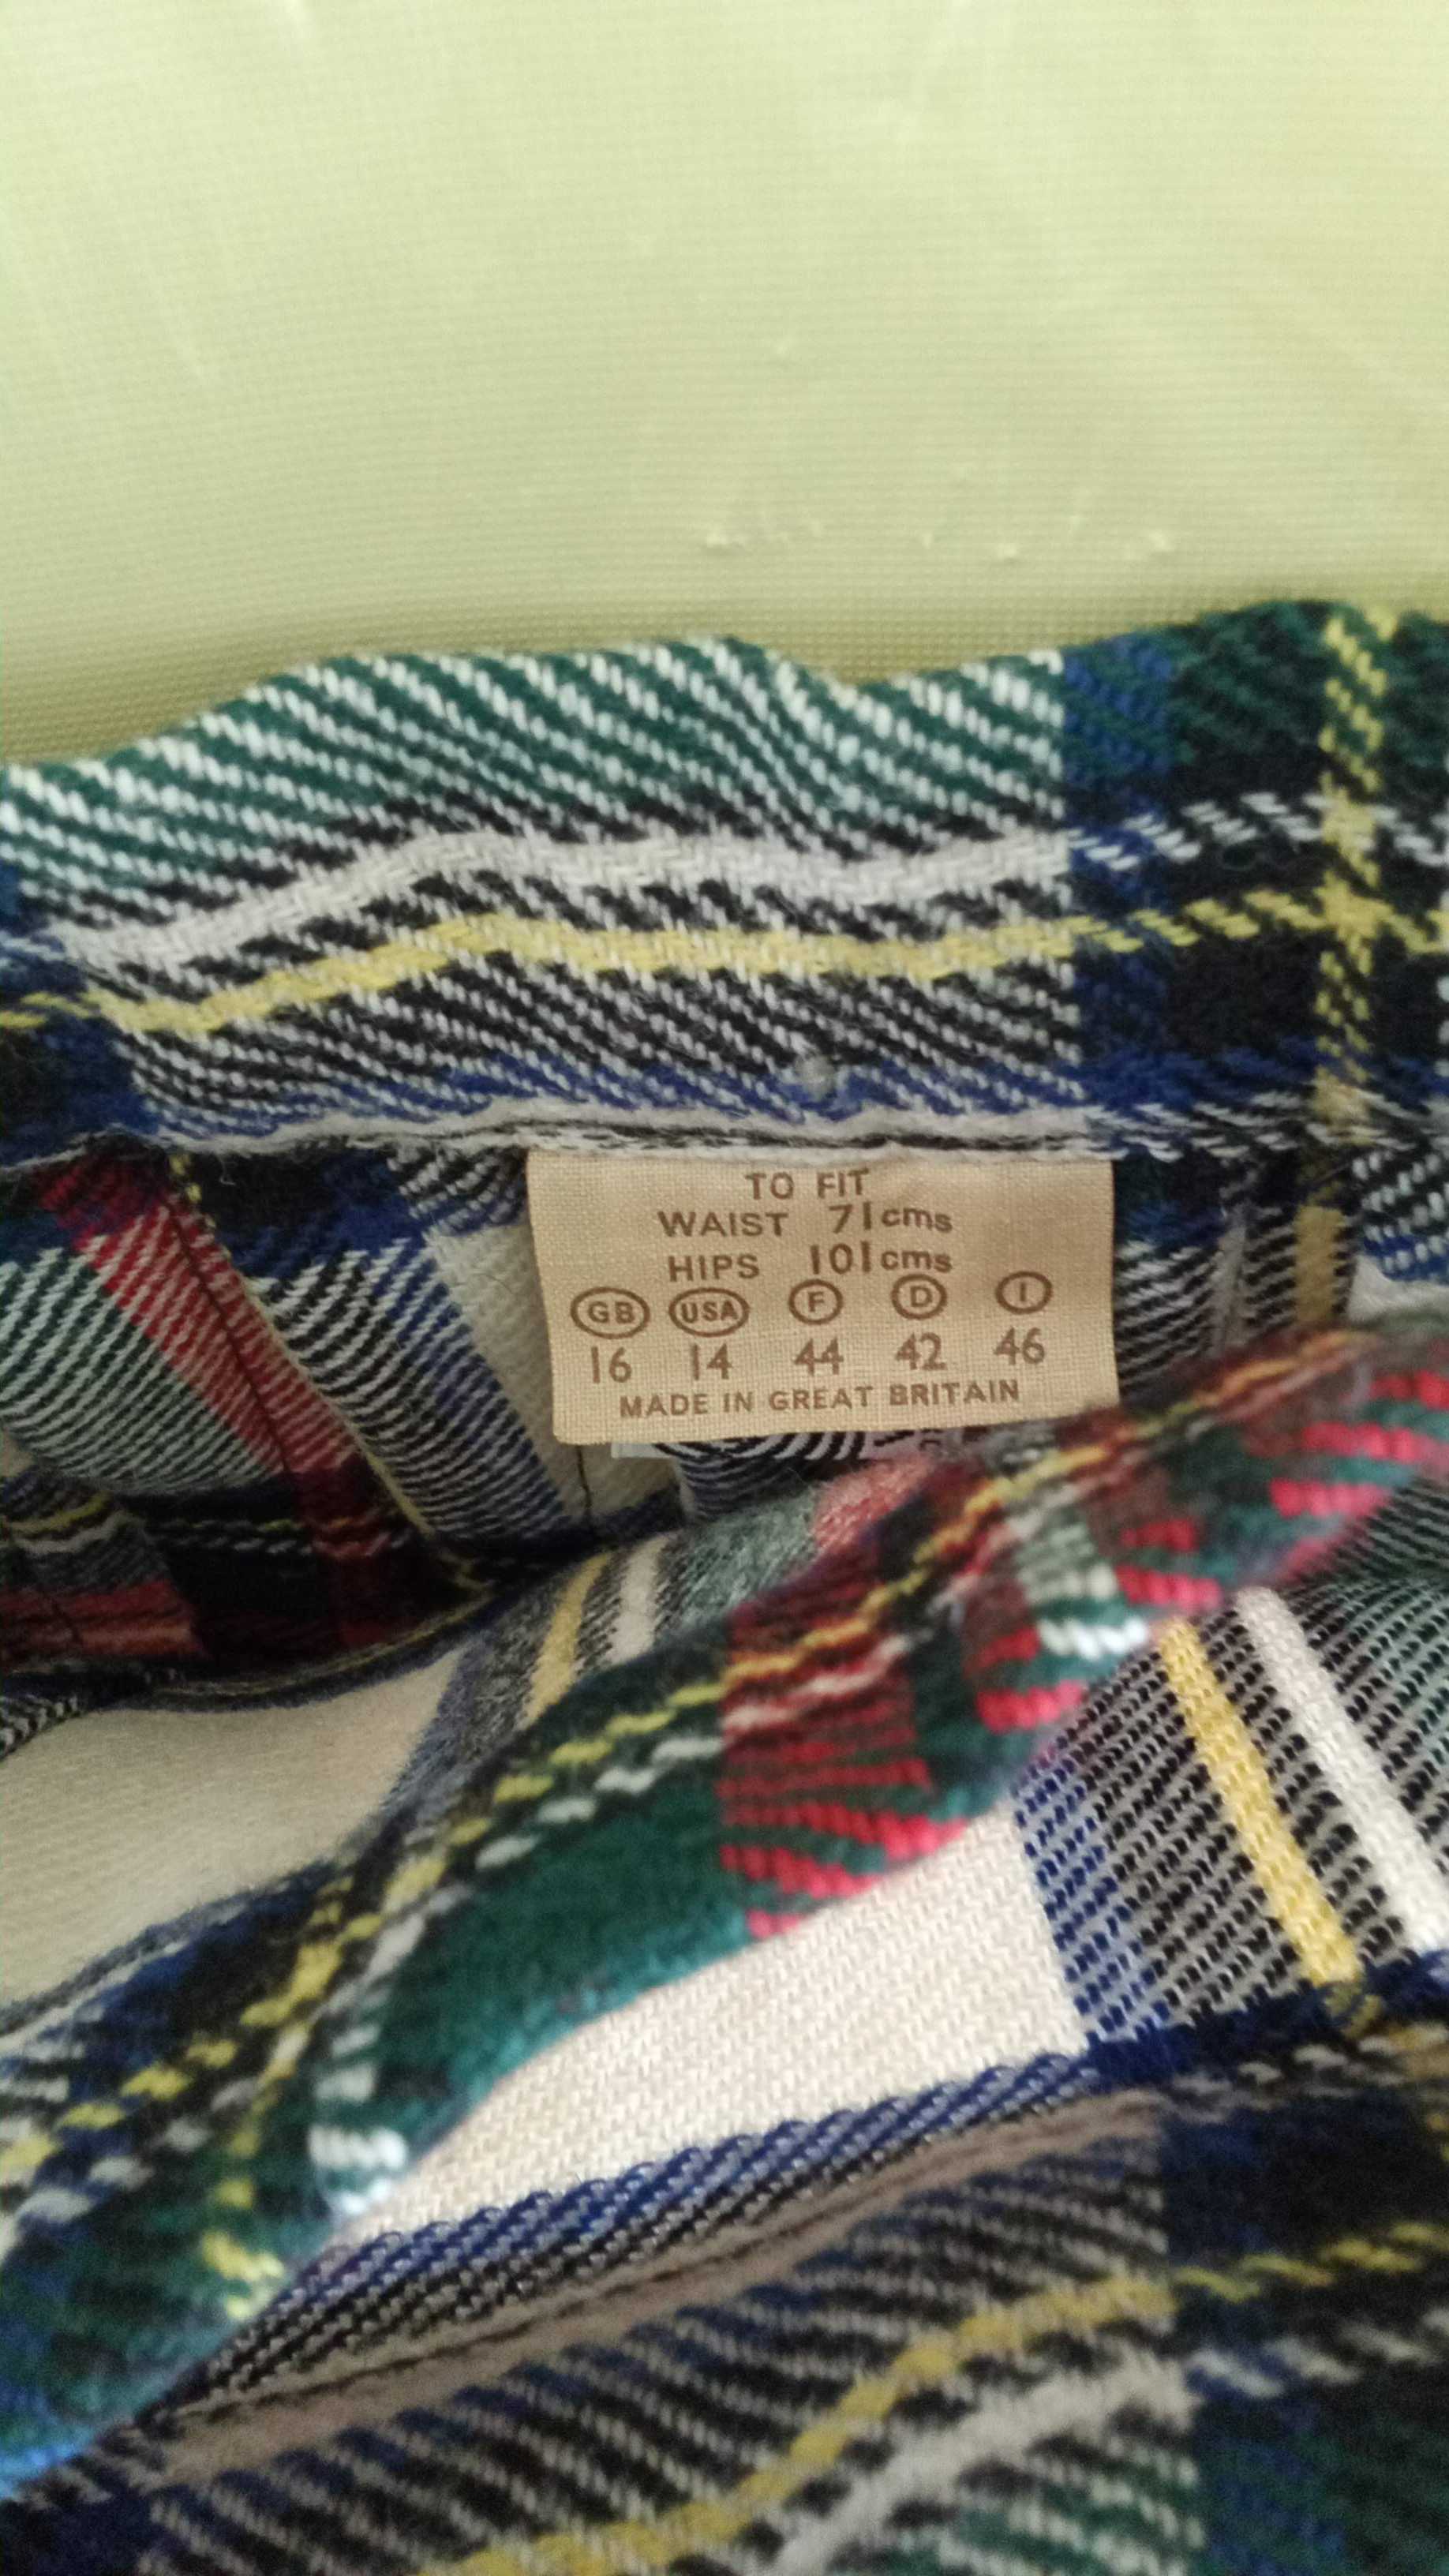 TO FIT
WAIST 71cms
HIPS 101cms
GB USA F D I
16 14 44 42 46
MADE IN GREAT BRITAIN